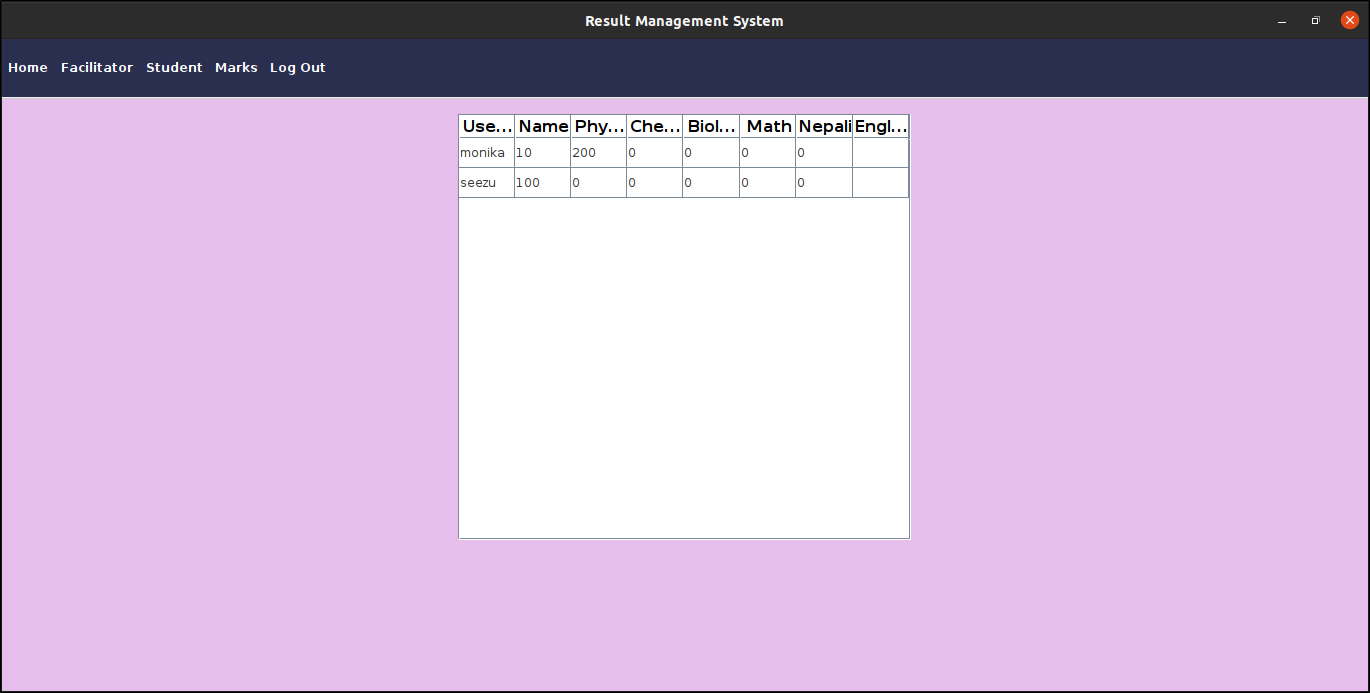 Result Management System
Home Facilitator Student Marks Log Out
Use... Name Phy... Che... Biol... Math Nepali Engl...
monika 10 200 0 0 0 0
seezu 100 0 0 0 0 0